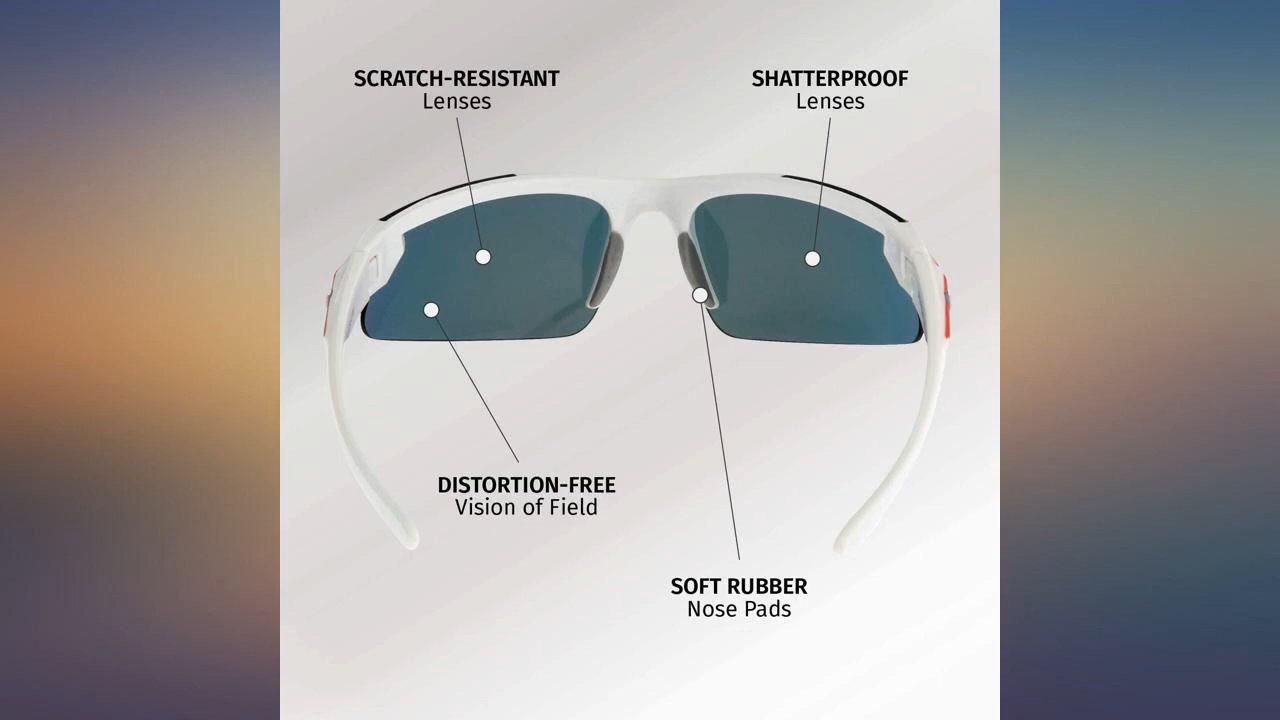 SCRATCH-RESISTANT
Lenses
SHATTERPROOF
Lenses
DISTORTION-FREE
Vision of Field
SOFT RUBBER
Nose Pads